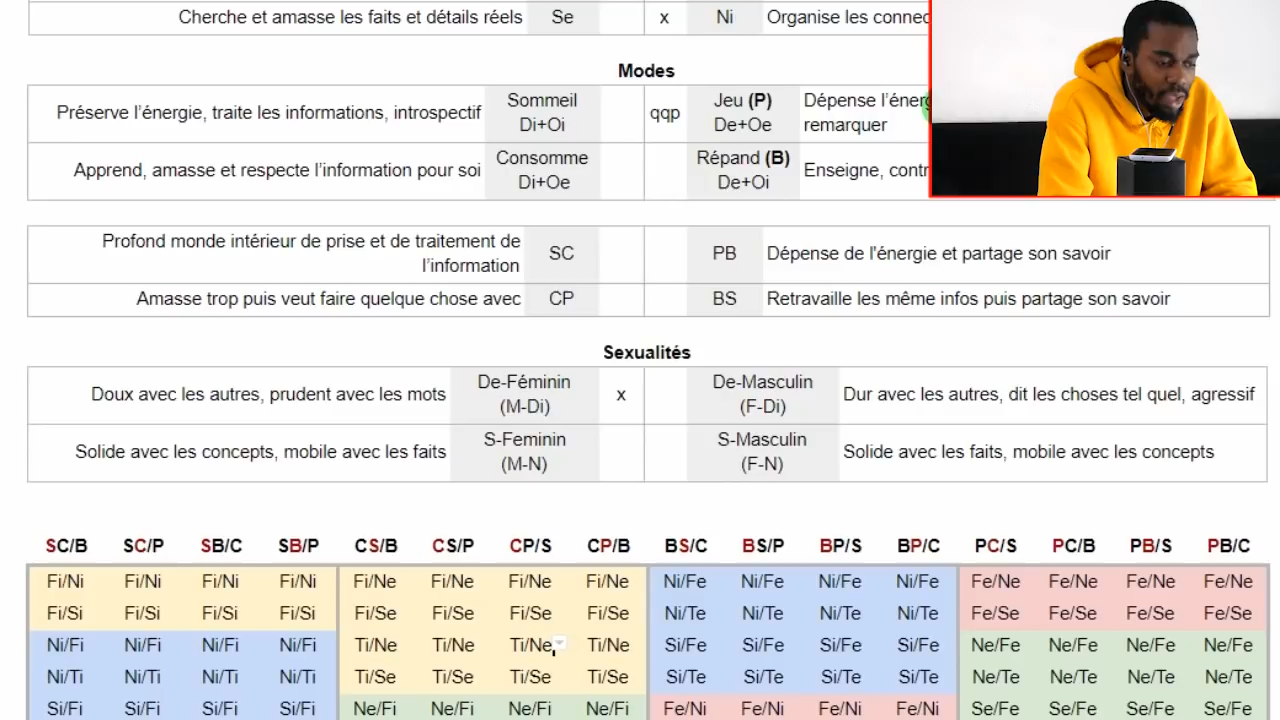 Cherche et amasse les faits et détails réels Se x Ni Organise les
Modes
Préserve l'énergie, traite les informations, introspectif Sommeil Di+Oi qqp Jeu (P) De+Oe Dépense remarquer
Apprend, amasse et respecte l'information pour soi Consomme Di+Oe Répand (B) De+Oi Enseigne,
Profond monde intérieur de prise et de traitement de l'information SC PB Dépense de l'énergie et partage son savoir
Amasse trop puis veut faire quelque chose avec CP BS Retravaille les même infos puis partage son savoir
Sexualités
Doux avec les autres, prudent avec les mots De-Féminin (M-Di) x De-Masculin (F-Di) Dur avec les autres, dit les choses tel quel, agressif
Solide avec les concepts, mobile avec les faits S-Feminin (M-N) S-Masculin (F-N) Solide avec les faits, mobile avec les concepts
SC/B SC/P SB/C SB/P CS/B CS/P CP/S CP/B BS/C BS/P BP/S BP/C PC/S PC/B PB/S PB/C
Fi/Ni Fi/Ni Fi/Ni Fi/Ni Fi/Ne Fi/Ne Fi/Ne Fi/Ne Ni/Fe Ni/Fe Ni/Fe Ni/Fe Fe/Ne Fe/Ne Fe/Ne Fe/Ne
Fi/Si Fi/Si Fi/Si Fi/Si Fi/Se Fi/Se Fi/Se Fi/Se Ni/Te Ni/Te Ni/Te Ni/Te Fe/Se Fe/Se Fe/Se Fe/Se
Ni/Fi Ni/Fi Ni/Fi Ni/Fi Ti/Ne Ti/Ne Ti/Ne Ti/Ne Si/Fe Si/Fe Si/Fe Si/Fe Ne/Fe Ne/Fe Ne/Fe Ne/Fe
Ni/Ti Ni/Ti Ni/Ti Ni/Ti Ti/Se Ti/Se Ti/Se Ti/Se Si/Te Si/Te Si/Te Si/Te Ne/Te Ne/Te Ne/Te Ne/Te
Si/Fi Si/Fi Si/Fi Si/Fi Ne/Fi Ne/Fi Ne/Fi Ne/Fi Fe/Ni Fe/Ni Fe/Ni Fe/Ni Se/Fe Se/Fe Se/Fe Se/Fe